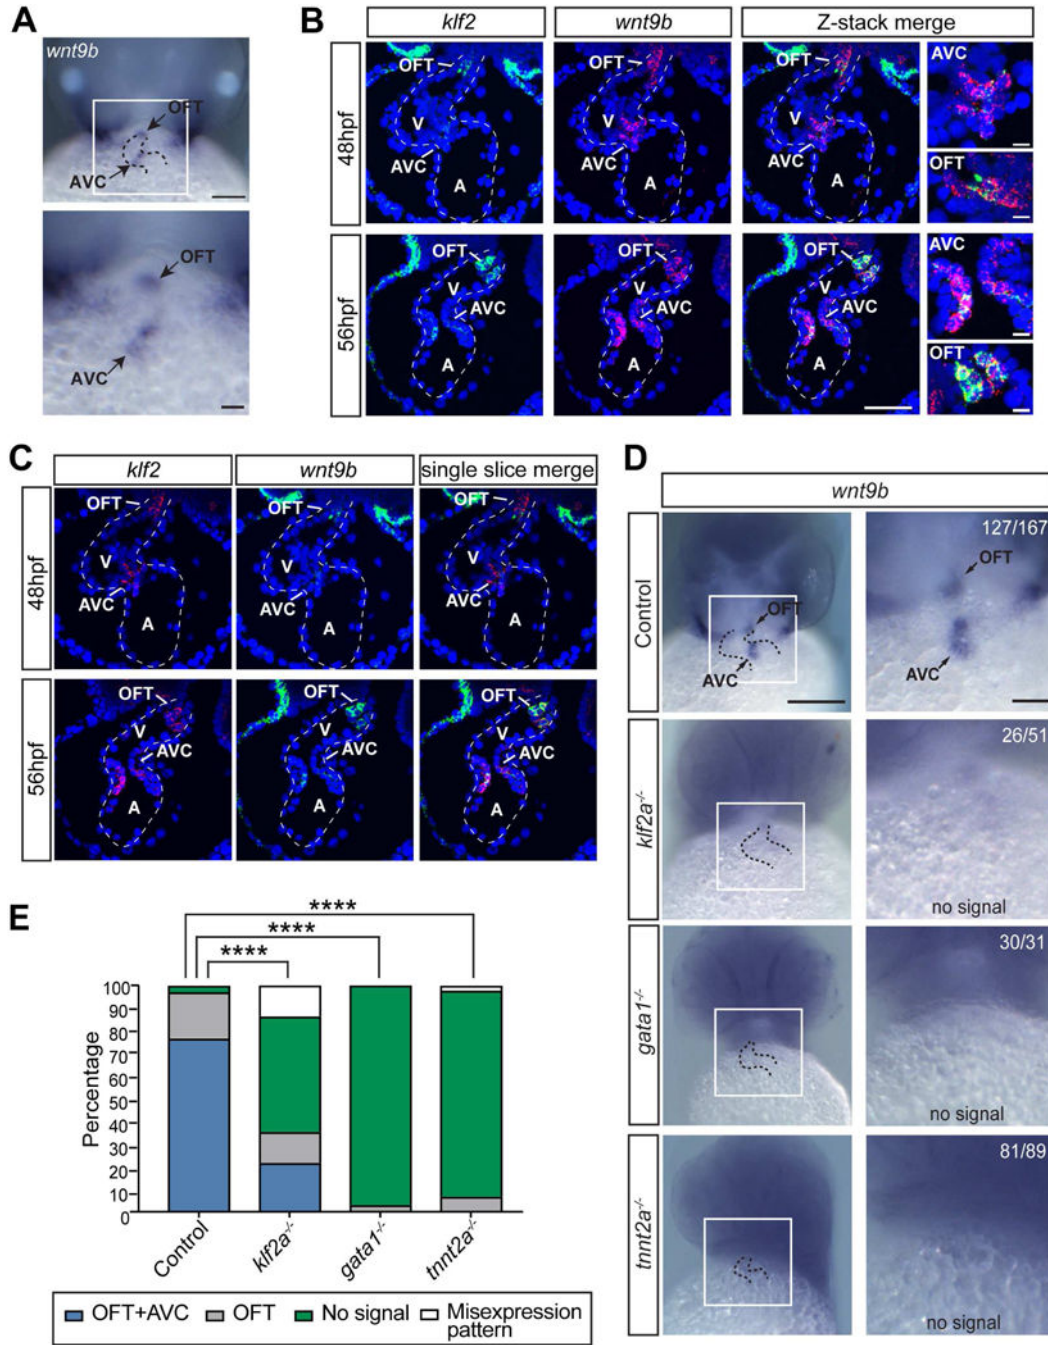 A
wnt9b
OFT
AVC
OFT
AVC
B
klf2
wnt9b
Z-stack merge
48hpf
OFT
V
AVC
A
OFT
V
AVC
A
OFT
V
AVC
A
AVC
OFT
56hpf
OFT
V
AVC
A
OFT
V
AVC
A
OFT
V
AVC
A
AVC
OFT
C
klf2
wnt9b
single slice merge
48hpf
OFT
V
AVC
A
OFT
V
AVC
A
OFT
V
AVC
A
56hpf
OFT
V
AVC
A
OFT
V
AVC
A
OFT
V
AVC
A
D
wnt9b
Control
OFT
AVC
127/167
OFT
AVC
klf2a-/-
26/51
no signal
gata1-/-
30/31
no signal
tnnt2a-/-
81/89
no signal
E
****
****
****
Percentage
100
90
80
70
60
50
40
30
20
10
0
Control
klf2a-/-
gata1-/-
tnnt2a-/-
OFT+AVC
OFT
No signal
Misexpression
pattern